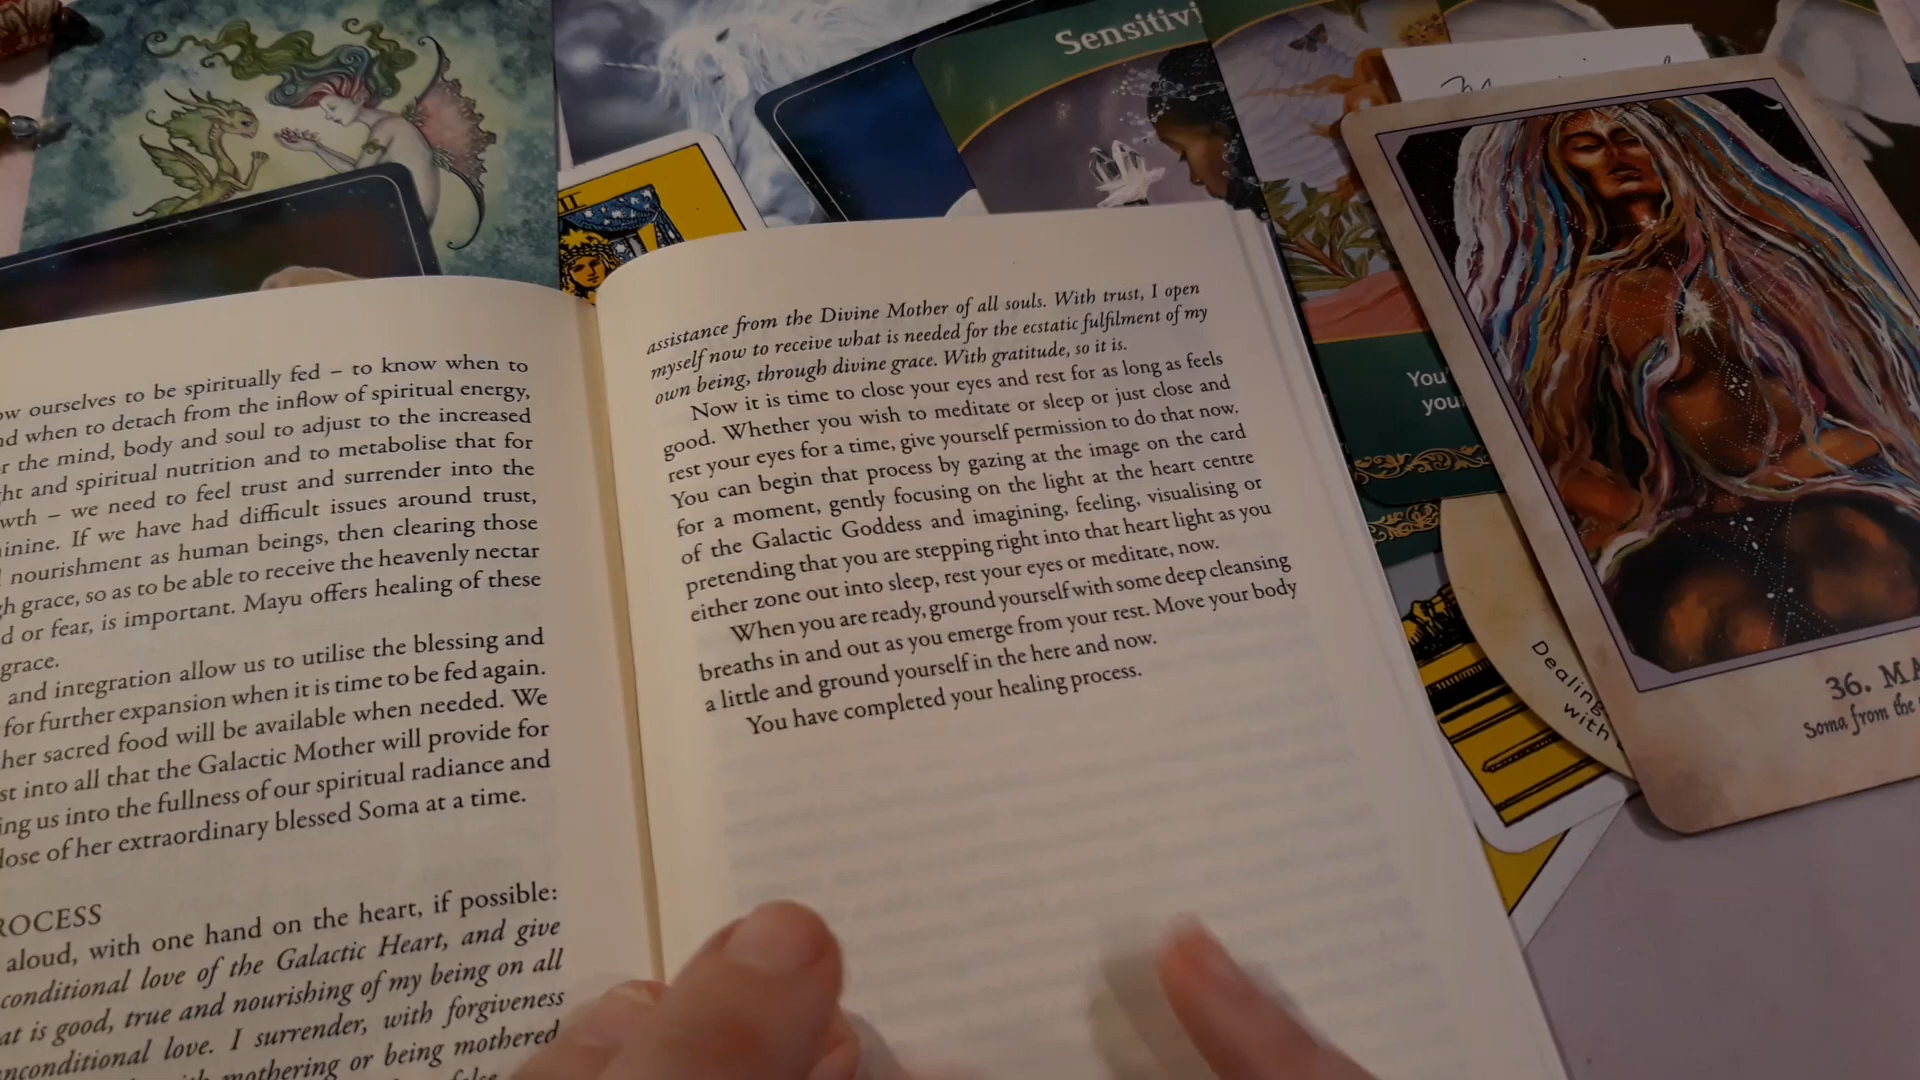 Sensitivi
II
ow ourselves to be spiritually fed – to know when to
nd when to detach from the inflow of spiritual energy,
r the mind, body and soul to adjust to the increased
ht and spiritual nutrition and to metabolise that for
wth – we need to feel trust and surrender into the
inine. If we have had difficult issues around trust,
nourishment as human beings, then clearing those
gh grace, so as to be able to receive the heavenly nectar
d or fear, is important. Mayu offers healing of these
grace.
and integration allow us to utilise the blessing and
for further expansion when it is time to be fed again.
her sacred food will be available when needed. We
st into all that the Galactic Mother will provide for
ing us into the fullness of our spiritual radiance and
lose of her extraordinary blessed Soma at a time.
ROCESS
aloud, with one hand on the heart, if possible:
conditional love of the Galactic Heart, and give
at is good, true and nourishing of my being on all
nconditional love. I surrender, with forgiveness
mothering or being mothered
assistance from the Divine Mother of all souls. With trust, I open
myself now to receive what is needed for the ecstatic fulfilment of my
own being, through divine grace. With gratitude, so it is.
Now it is time to close your eyes and rest for as long as feels
good. Whether you wish to meditate or sleep or just close and
rest your eyes for a time, give yourself permission to do that now.
You can begin that process by gazing at the image on the card
for a moment, gently focusing on the light at the heart centre
of the Galactic Goddess and imagining, feeling, visualising or
pretending that you are stepping right into that heart light as you
either zone out into sleep, rest your eyes or meditate, now.
When you are ready, ground yourself with some deep cleansing
breaths in and out as you emerge from your rest. Move your body
a little and ground yourself in the here and now.
You have completed your healing process.
You'
your
Dealing
with
36. MA
Soma from the